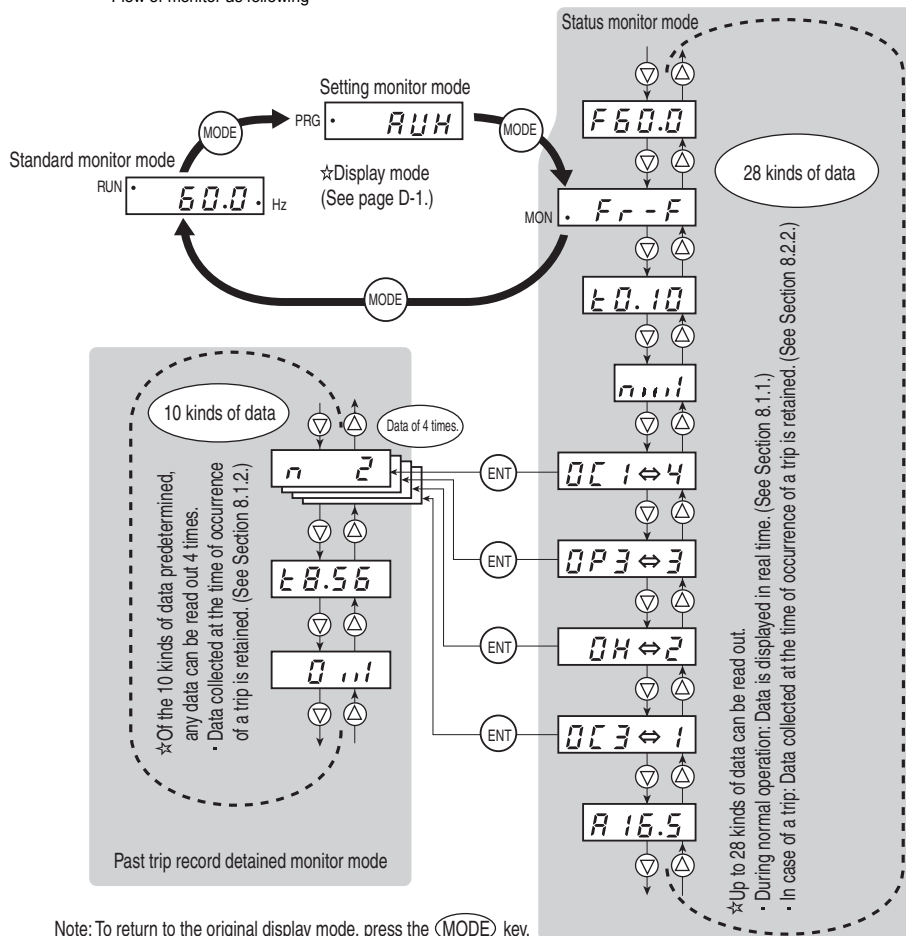 Status monitor mode
Setting monitor mode
MODE
PRG
AUH
MODE
Standard monitor mode
RUN
60.0
Hz
☆Display mode
(See page D-1.)
MODE
F60.0
MON
Fr-F
t0.10
28 kinds of data
10 kinds of data
Data of 4 times.
n 2
t8.56
ENT
OC1⇔4
ENT
OP3⇔3
ENT
OH⇔2
ENT
OC3⇔1
A16.5
☆Of the 10 kinds of data predetermined,
any data can be read out 4 times.
- Data collected at the time of occurrence
of a trip is retained. (See Section 8.1.2.)
Past trip record detained monitor mode
☆Up to 28 kinds of data can be read out.
- During normal operation: Data is displayed in real time. (See Section 8.1.1.)
- In case of a trip: Data collected at the time of occurrence of a trip is retained. (See Section 8.2.2.)
Note: To return to the original display mode, press the MODE key.